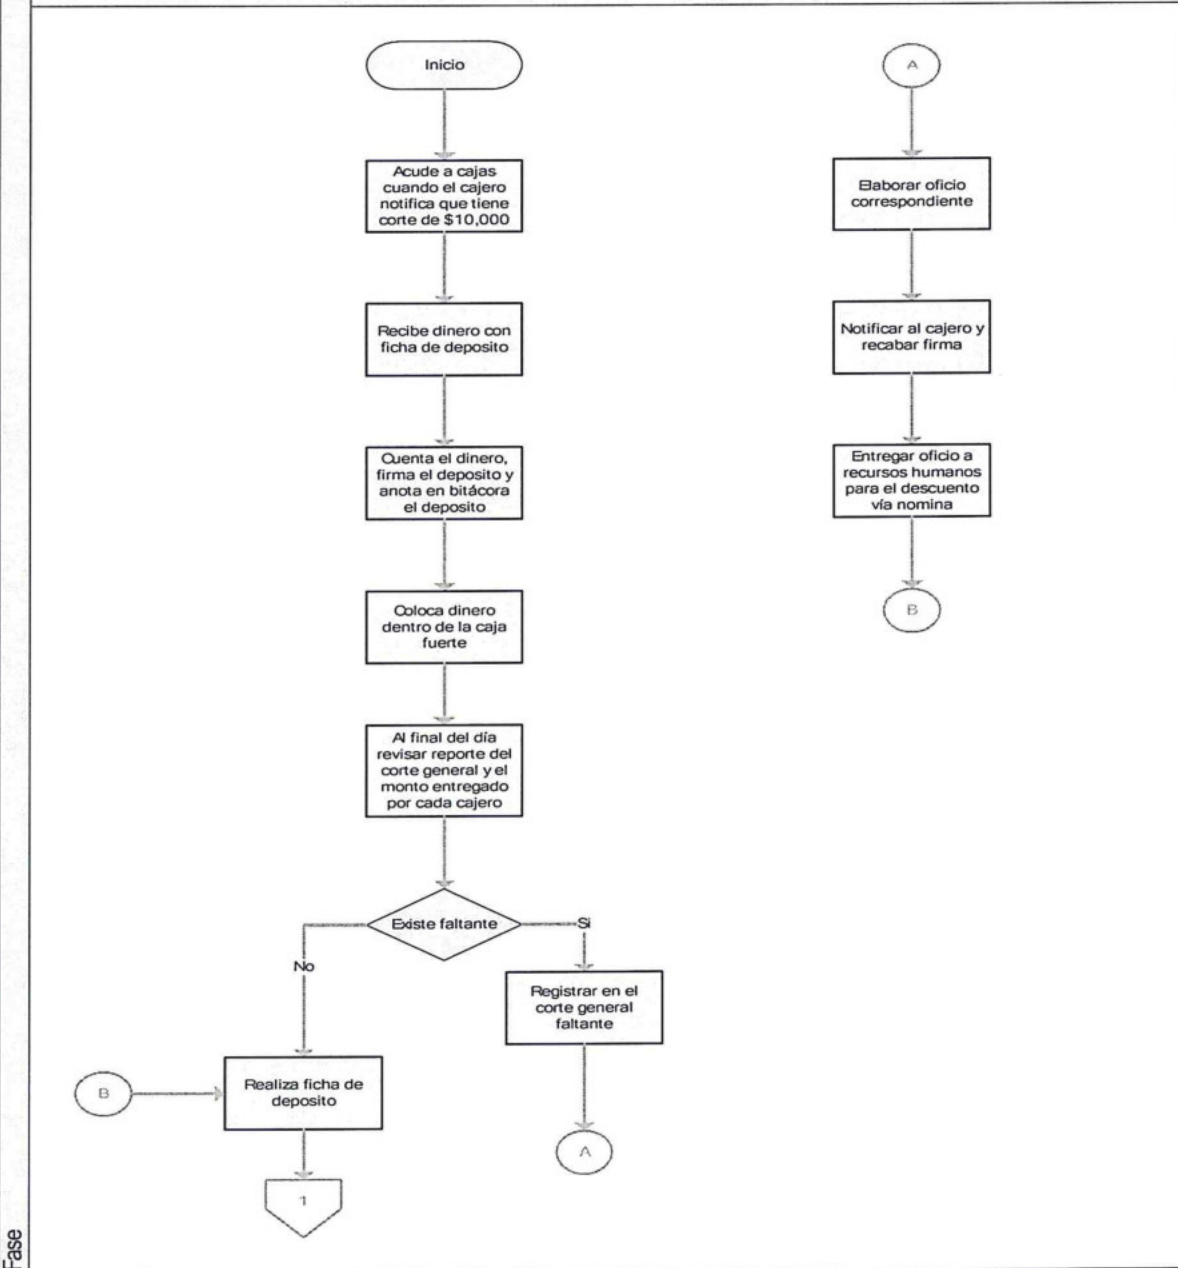 Inicio
Acude a cajas
cuando el cajero
notifica que tiene
corte de $10,000
Recibe dinero con
ficha de deposito
Cuenta el dinero,
firma el deposito y
anota en bitácora
el deposito
Coloca dinero
dentro de la caja
fuerte
Al final del día
revisar reporte del
corte general y el
monto entregado
por cada cajero
Existe faltante
Si
No
Registrar en el
corte general
faltante
A
B
Realiza ficha de
deposito
1
A
Elaborar oficio
correspondiente
Notificar al cajero y
recabar firma
Entregar oficio a
recursos humanos
para el descuento
vía nomina
B
Fase